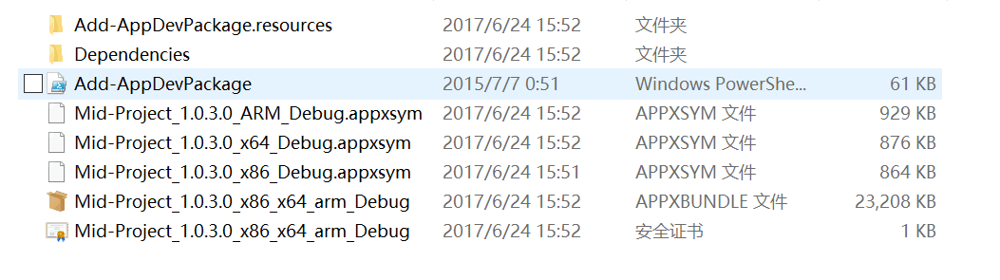 Add-AppDevPackage.resources 2017/6/24 15:52 文件夹
Dependencies 2017/6/24 15:52 文件夹
Add-AppDevPackage 2015/7/7 0:51 Windows PowerShe... 61 KB
Mid-Project_1.0.3.0_ARM_Debug.appxsym 2017/6/24 15:52 APPXSYM 文件 929 KB
Mid-Project_1.0.3.0_x64_Debug.appxsym 2017/6/24 15:52 APPXSYM 文件 876 KB
Mid-Project_1.0.3.0_x86_Debug.appxsym 2017/6/24 15:51 APPXSYM 文件 864 KB
Mid-Project_1.0.3.0_x86_x64_arm_Debug 2017/6/24 15:52 APPXBUNDLE 文件 23,208 KB
Mid-Project_1.0.3.0_x86_x64_arm_Debug 2017/6/24 15:52 安全证书 1 KB